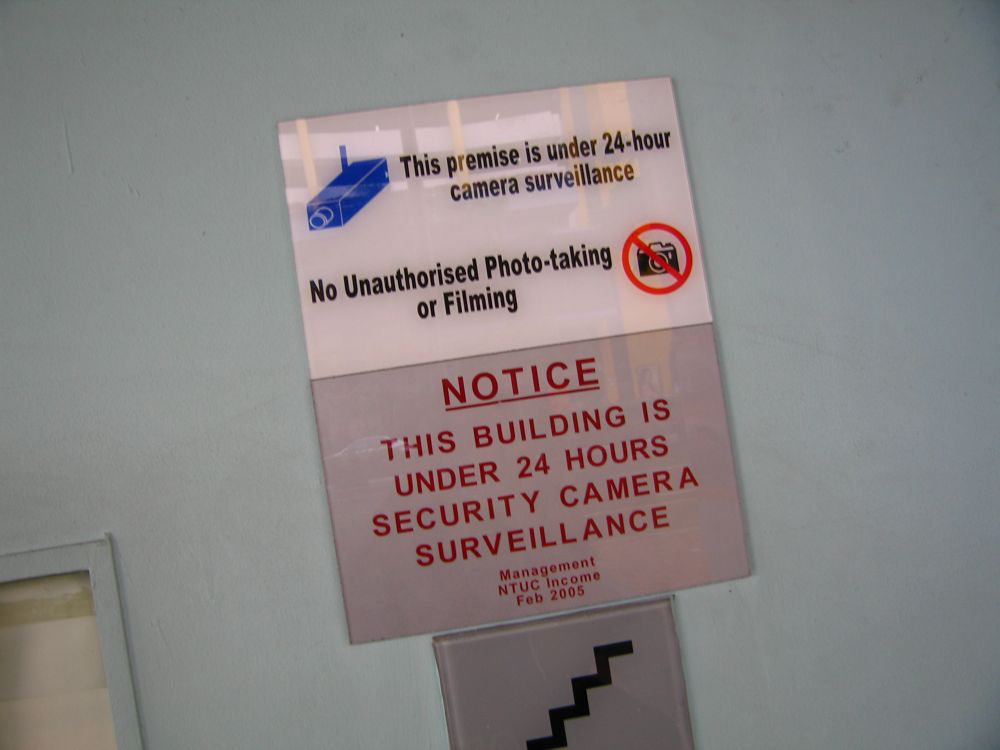 This premise is under 24-hour
camera surveillance
No Unauthorised Photo-taking
or Filming
NOTICE
THIS BUILDING IS
UNDER 24 HOURS
SECURITY CAMERA
SURVEILLANCE
Management
NTUC Income
Feb 2005